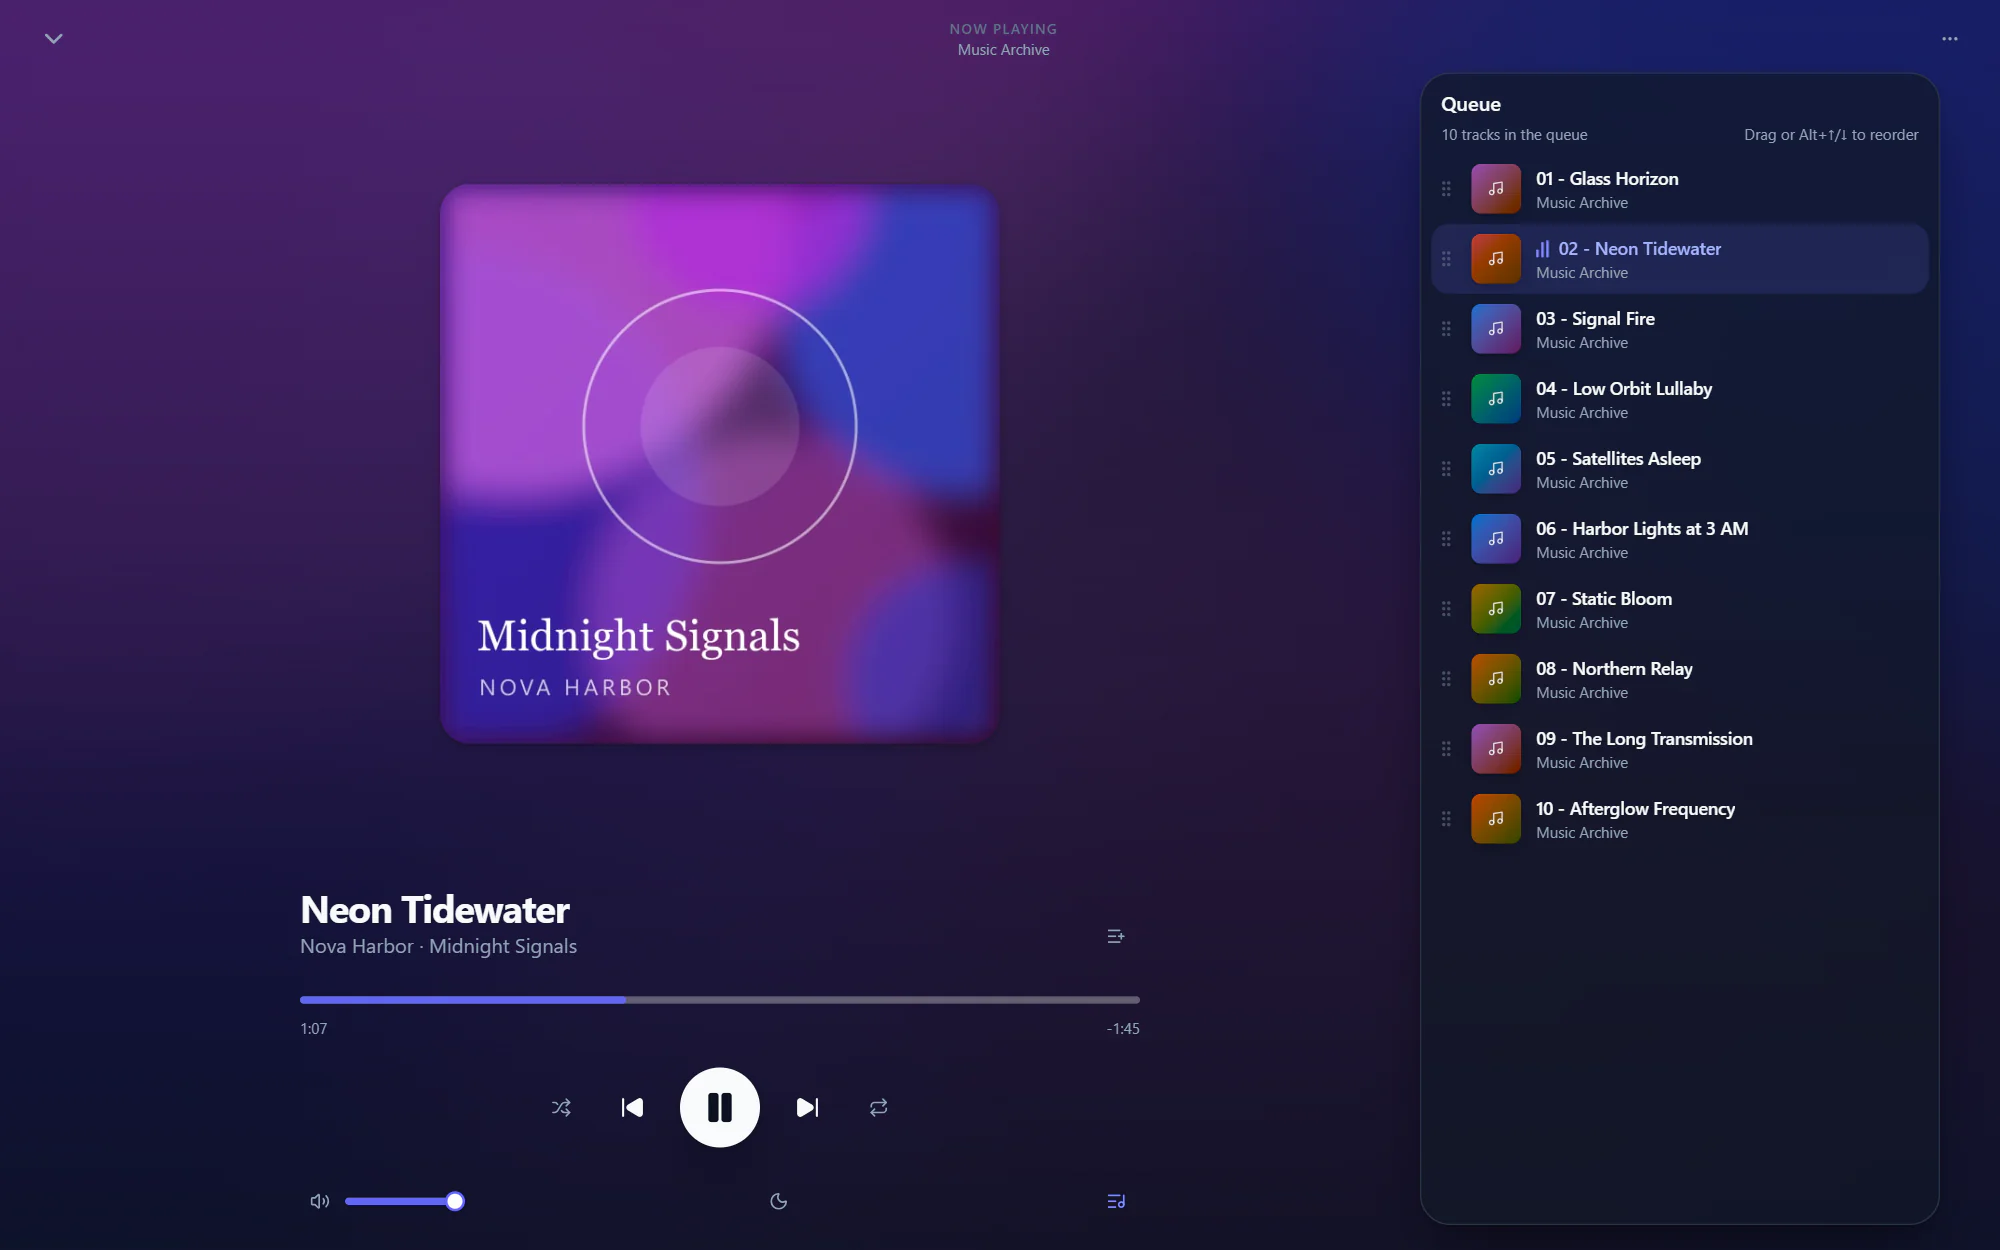 NOW PLAYING
Music Archive
Midnight Signals
NOVA HARBOR
Neon Tidewater
Nova Harbor · Midnight Signals
1:07
-1:45
Queue
10 tracks in the queue
Drag or Alt+↑/↓ to reorder
01 - Glass Horizon
Music Archive
02 - Neon Tidewater
Music Archive
03 - Signal Fire
Music Archive
04 - Low Orbit Lullaby
Music Archive
05 - Satellites Asleep
Music Archive
06 - Harbor Lights at 3 AM
Music Archive
07 - Static Bloom
Music Archive
08 - Northern Relay
Music Archive
09 - The Long Transmission
Music Archive
10 - Afterglow Frequency
Music Archive